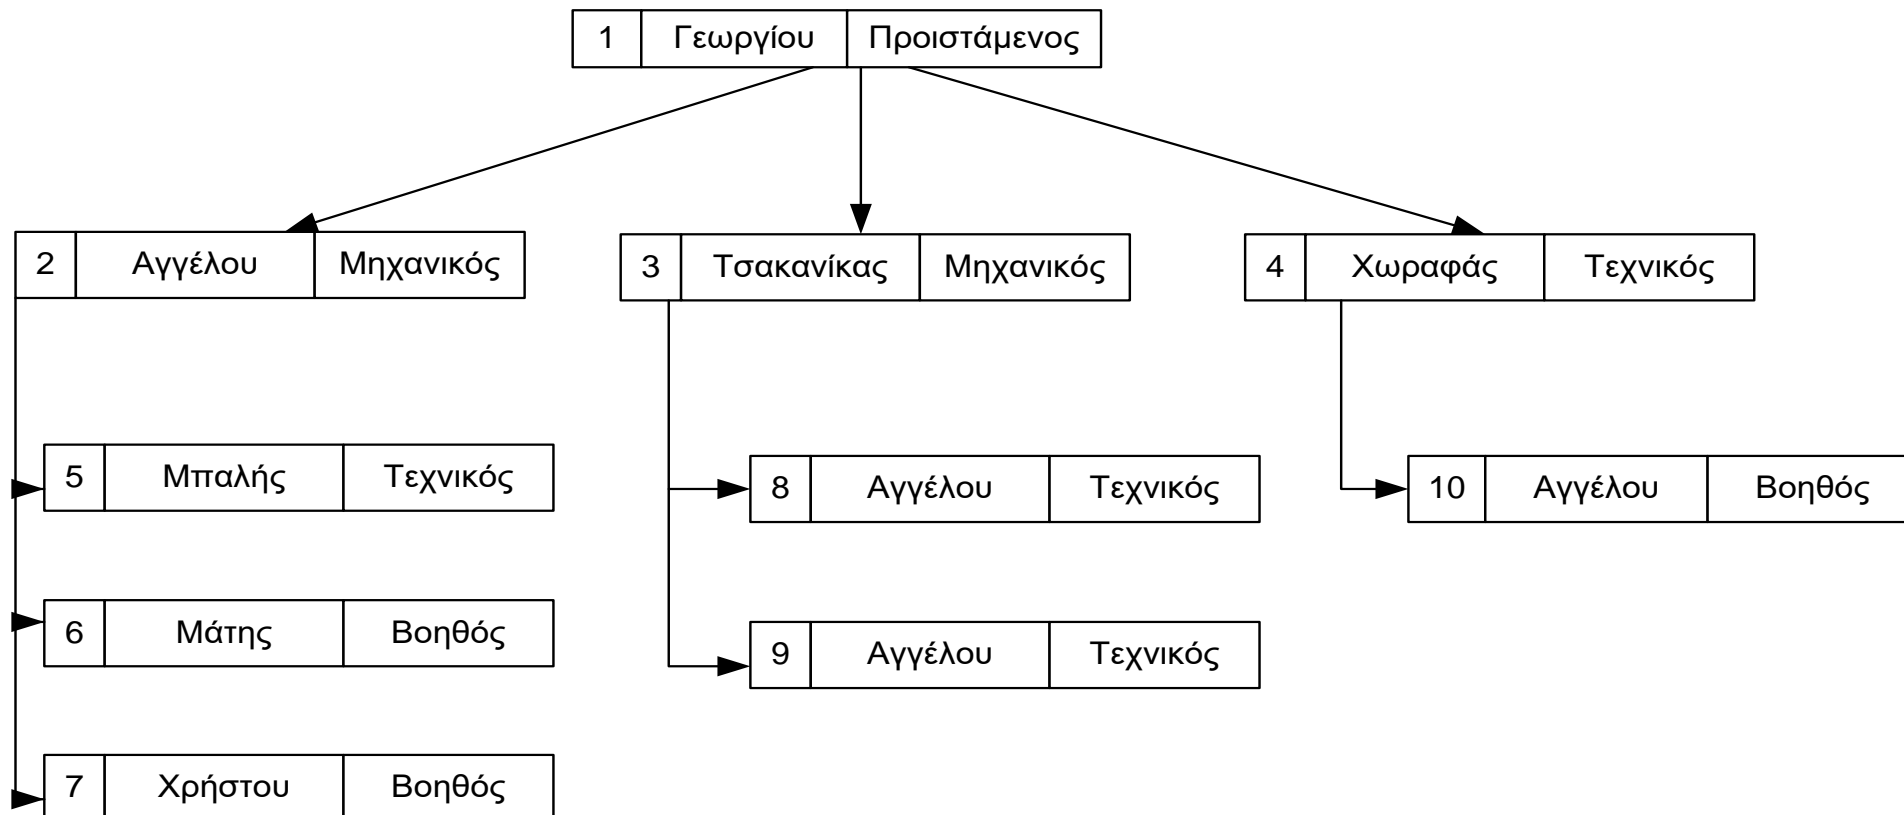 1 Γεωργίου Προιστάμενος
2 Αγγέλου Μηχανικός
3 Τσακανίκας Μηχανικός
4 Χωραφάς Τεχνικός
5 Μπαλής Τεχνικός
8 Αγγέλου Τεχνικός
10 Αγγέλου Βοηθός
6 Μάτης Βοηθός
9 Αγγέλου Τεχνικός
7 Χρήστου Βοηθός